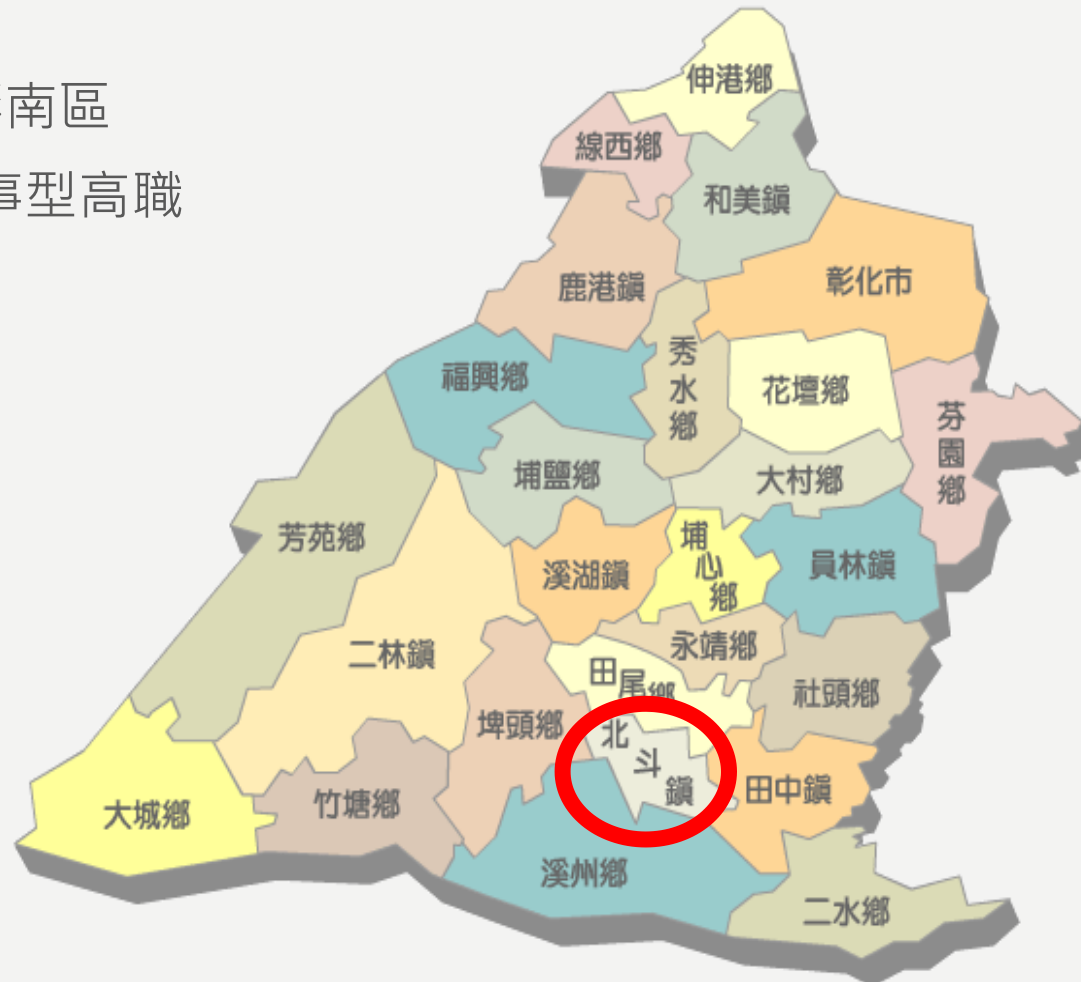 南區
型高職
伸港鄉
線西鄉
和美鎮
鹿港鎮
彰化市
秀水鄉
福興鄉
花壇鄉
芬園鄉
埔鹽鄉
大村鄉
芳苑鄉
溪湖鎮
埔心鄉
員林鎮
二林鎮
永靖鄉
田尾鄉
社頭鄉
埤頭鄉
北斗鎮
田中鎮
竹塘鄉
大城鄉
溪州鄉
二水鄉